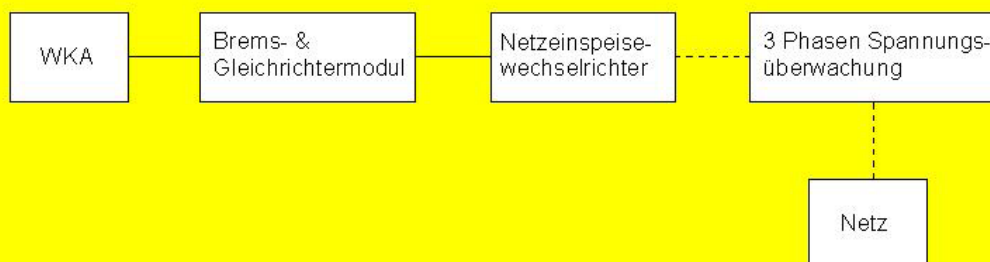 WKA
Brems- &
Gleichrichtermodul
Netzeinspeise-
wechselrichter
3 Phasen Spannungs-
überwachung
Netz